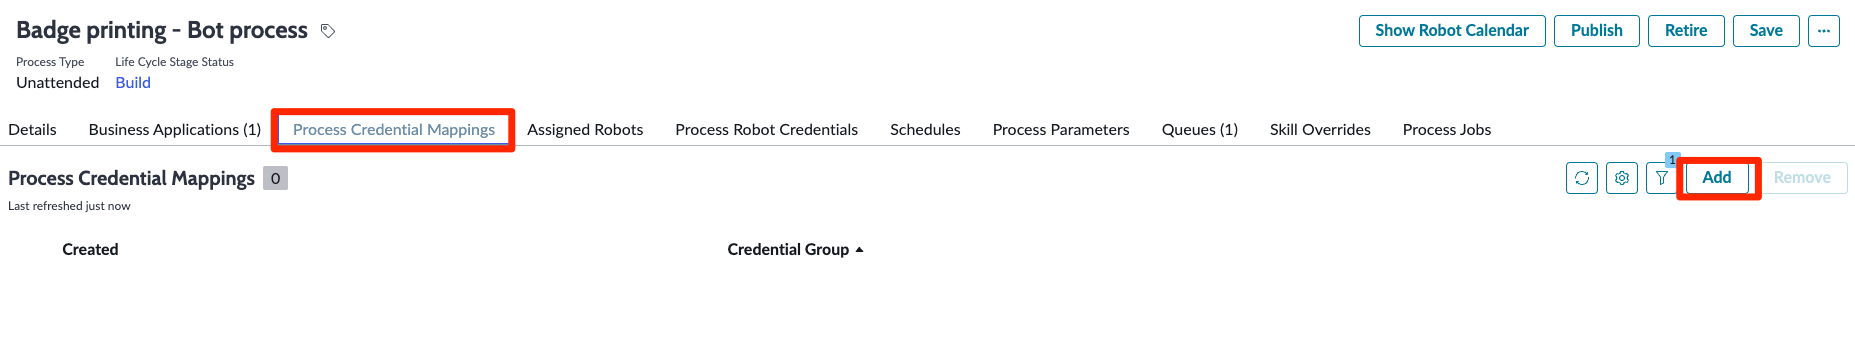 Badge printing - Bot process
Show Robot Calendar Publish Retire Save ...
Process Type Life Cycle Stage Status
Unattended Build
Details Business Applications (1) Process Credential Mappings Assigned Robots Process Robot Credentials Schedules Process Parameters Queues (1) Skill Overrides Process Jobs
Process Credential Mappings 0
1 Add Remove
Last refreshed just now
Created Credential Group